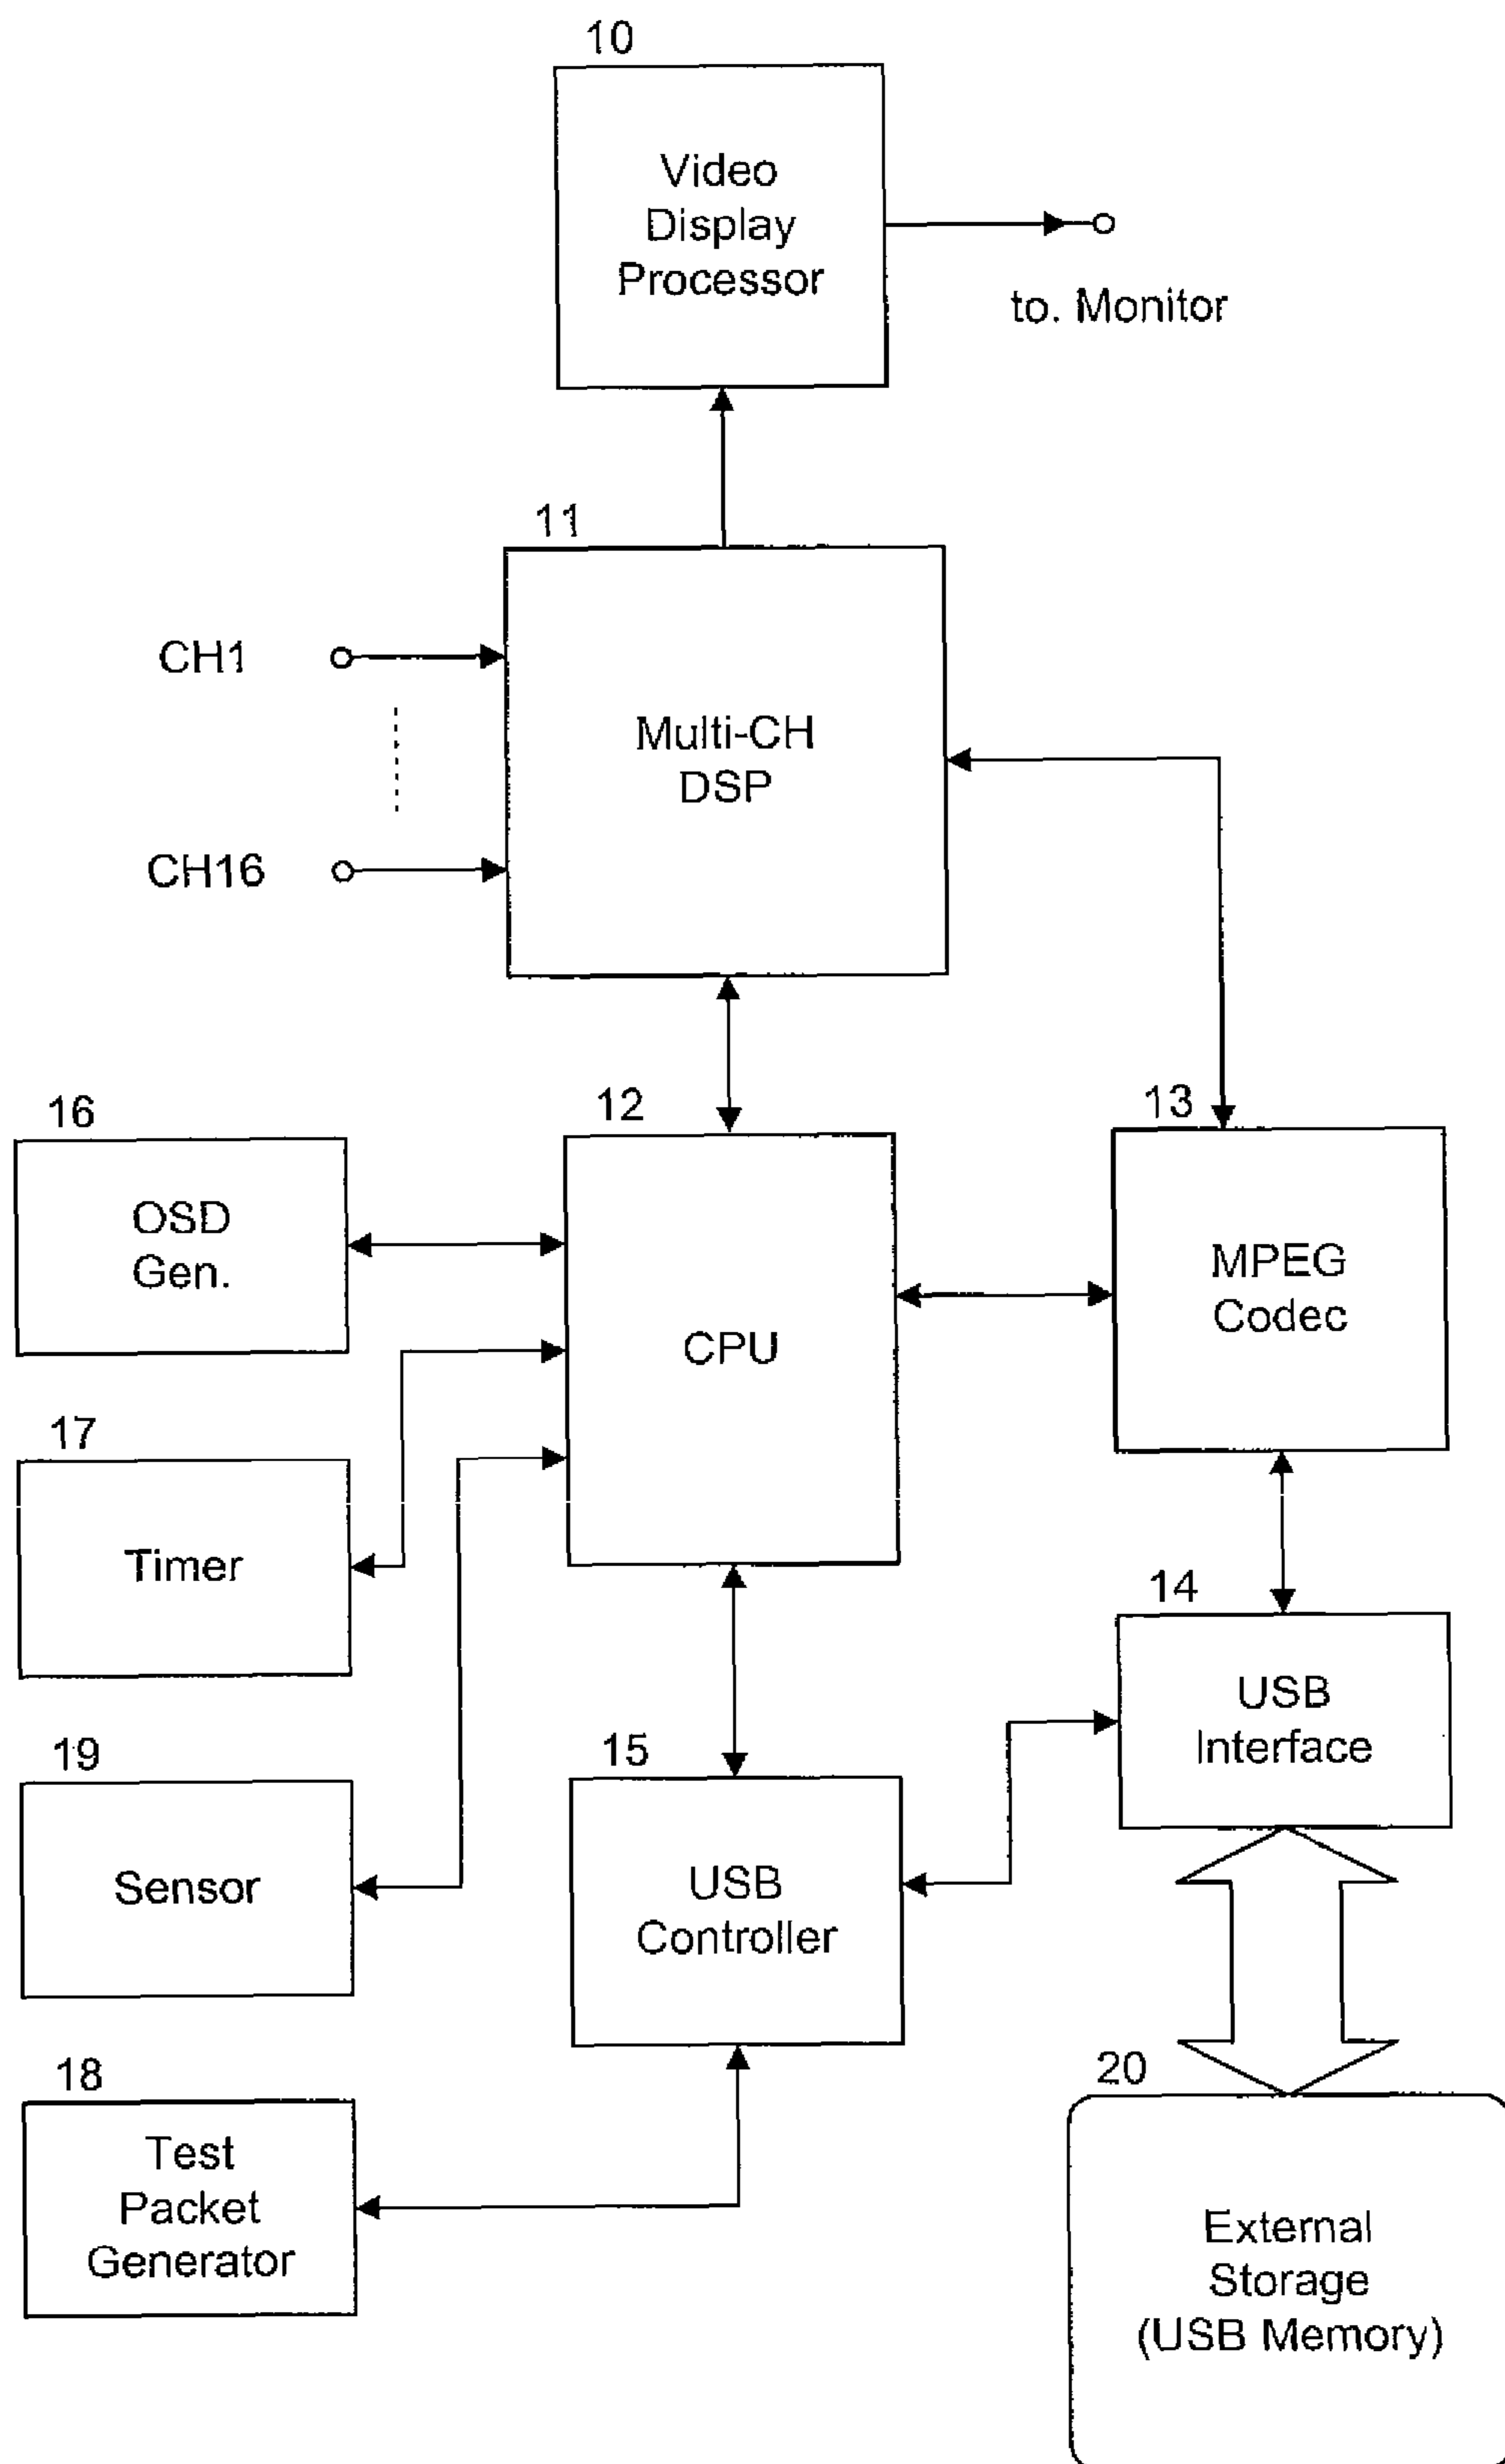 10
Video
Display
Processor
to. Monitor
11
CH1
Multi-CH
DSP
CH16
16
OSD
Gen.
12
CPU
13
MPEG
Codec
17
Timer
14
USB
Interface
19
Sensor
15
USB
Controller
18
Test
Packet
Generator
20
External
Storage
(USB Memory)